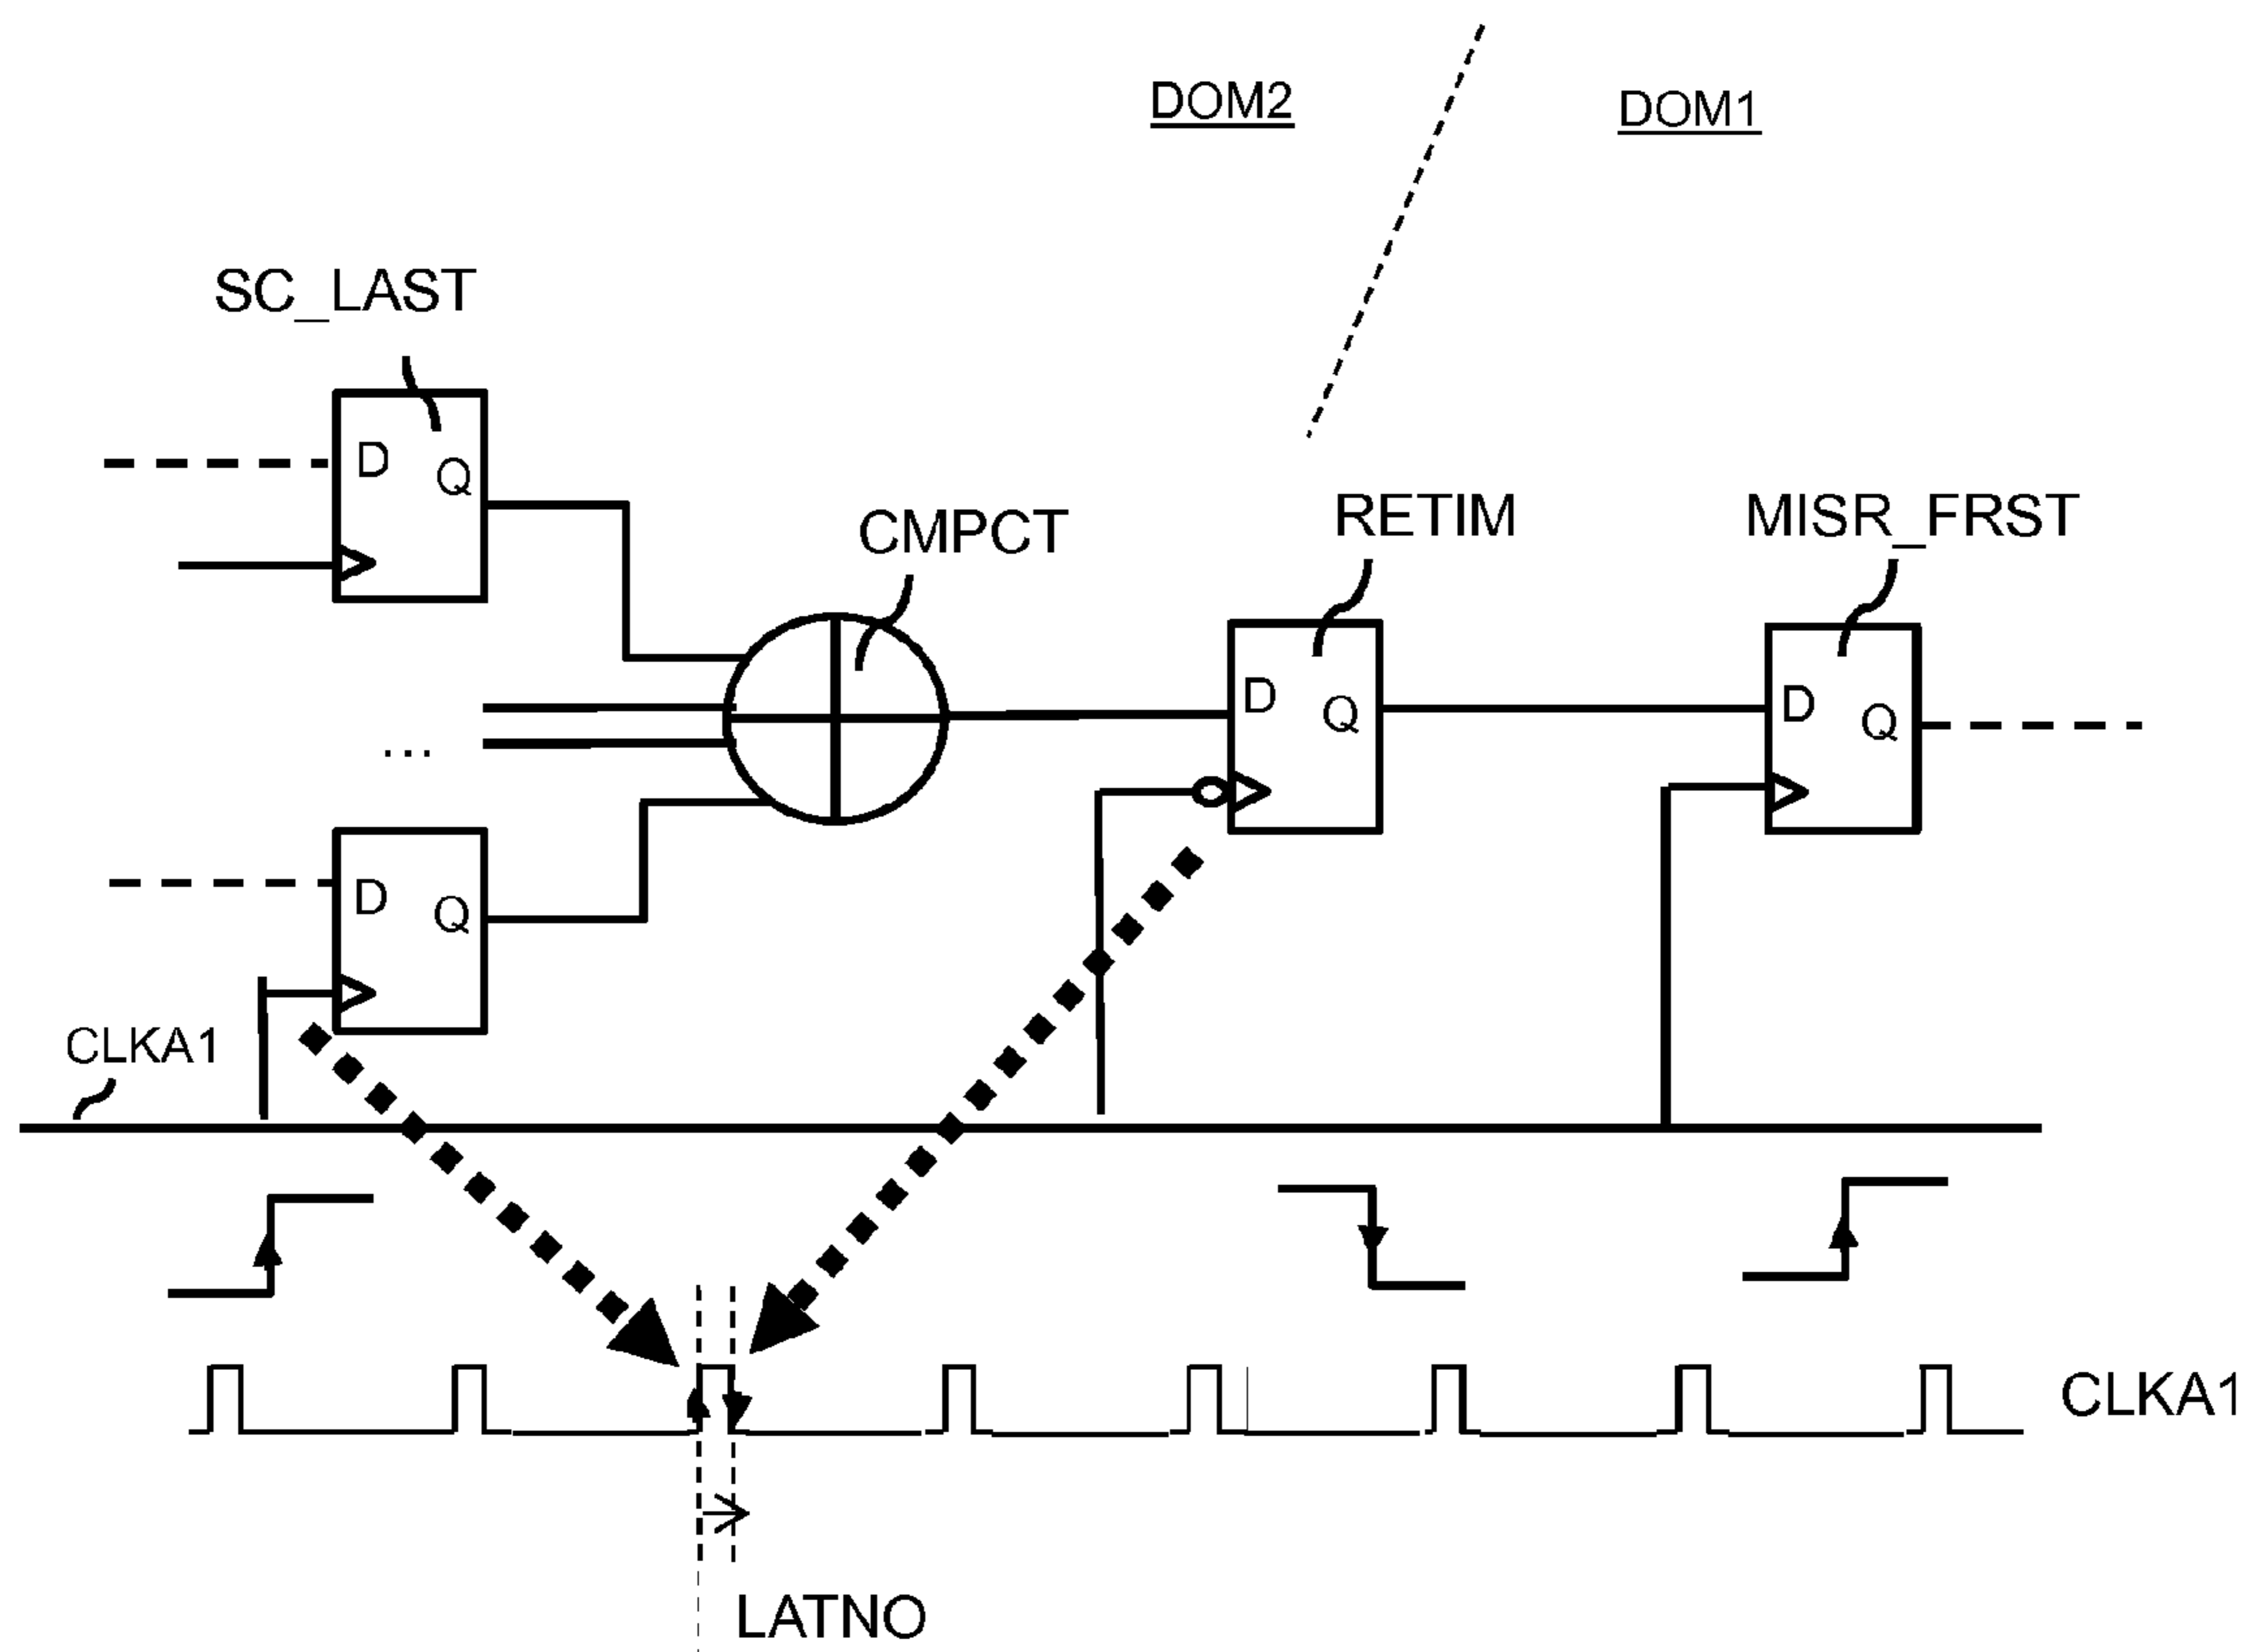 DOM2
DOM1
SC_LAST
D
Q
CMPCT
RETIM
MISR_FRST
D
Q
D
Q
...
D
Q
CLKA1
CLKA1
LATNO